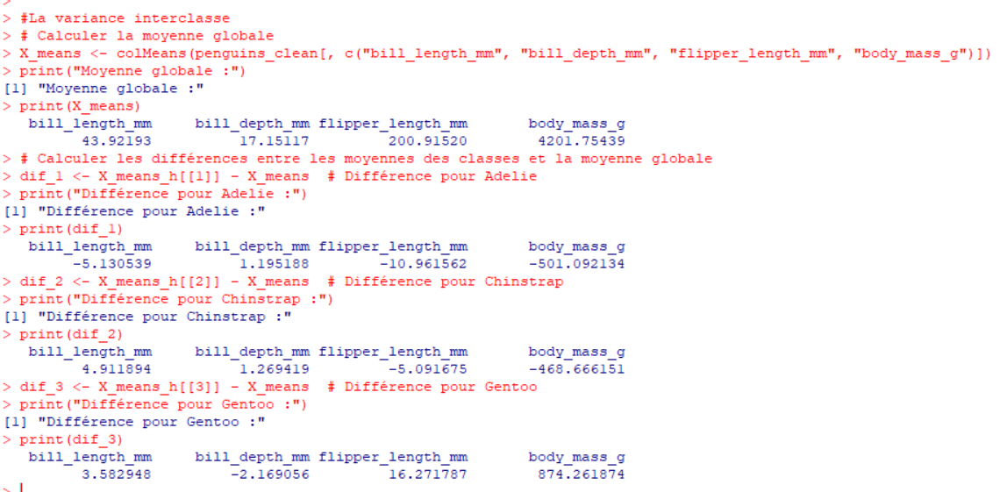 >
> #La variance interclasse
> # Calculer la moyenne globale
> X_means <- colMeans(penguins_clean[, c("bill_length_mm", "bill_depth_mm", "flipper_length_mm", "body_mass_g")])
> print("Moyenne globale :")
[1] "Moyenne globale :"
> print(X_means)
bill_length_mm bill_depth_mm flipper_length_mm body_mass_g
43.92193 17.15117 200.91520 4201.75439
> # Calculer les différences entre les moyennes des classes et la moyenne globale
> dif_1 <- X_means_h[[1]] - X_means # Différence pour Adelie
> print("Différence pour Adelie :")
[1] "Différence pour Adelie :"
> print(dif_1)
bill_length_mm bill_depth_mm flipper_length_mm body_mass_g
-5.130539 1.195188 -10.961562 -501.092134
> dif_2 <- X_means_h[[2]] - X_means # Différence pour Chinstrap
> print("Différence pour Chinstrap :")
[1] "Différence pour Chinstrap :"
> print(dif_2)
bill_length_mm bill_depth_mm flipper_length_mm body_mass_g
4.911894 1.269419 -5.091675 -468.666151
> dif_3 <- X_means_h[[3]] - X_means # Différence pour Gentoo
> print("Différence pour Gentoo :")
[1] "Différence pour Gentoo :"
> print(dif_3)
bill_length_mm bill_depth_mm flipper_length_mm body_mass_g
3.582948 -2.169056 16.271787 874.261874
>